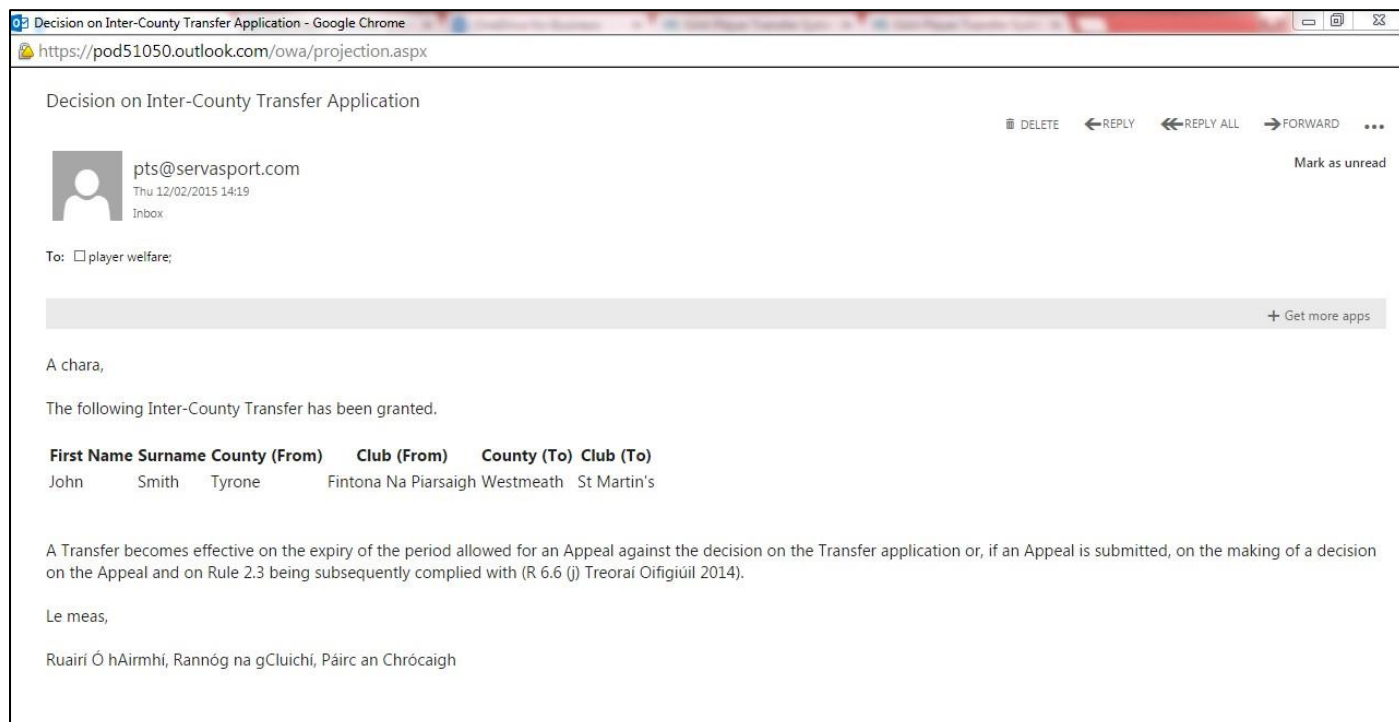 Decision on Inter-County Transfer Application - Google Chrome
https://pod51050.outlook.com/owa/projection.aspx
Decision on Inter-County Transfer Application
DELETE REPLY REPLY ALL FORWARD
pts@servasport.com
Mark as unread
Thu 12/02/2015 14:19
Inbox
To: player welfare;
+ Get more apps
A chara,
The following Inter-County Transfer has been granted.
First Name Surname County (From) Club (From) County (To) Club (To)
John Smith Tyrone Fintona Na Piarsaigh Westmeath St Martin's
A Transfer becomes effective on the expiry of the period allowed for an Appeal against the decision on the Transfer application or, if an Appeal is submitted, on the making of a decision
on the Appeal and on Rule 2.3 being subsequently complied with (R 6.6 (j) Treoraí Oifigiúil 2014).
Le meas,
Ruairí Ó hAirmhí, Rannóg na gCluichí, Páirc an Chrócaigh